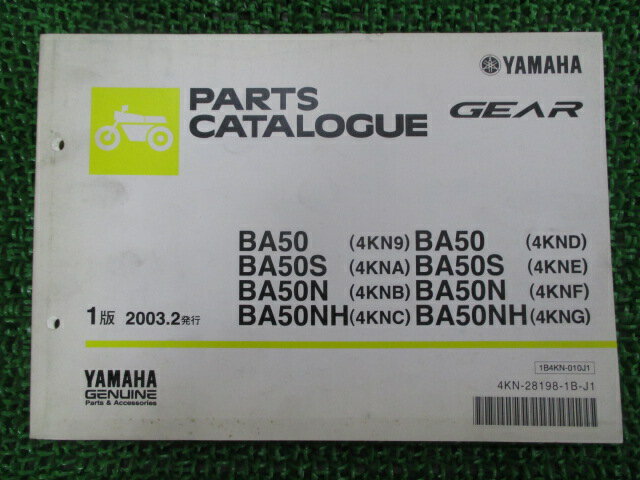 YAMAHA
PARTS
CATALOGUE
GEAR
BA50 (4KN9) BA50 (4KND)
BA50S (4KNA) BA50S (4KNE)
BA50N (4KNB) BA50N (4KNF)
BA50NH (4KNC) BA50NH (4KNG)
1版 2003.2発行
1B4KN-010J1
4KN-28198-1B-J1
YAMAHA
GENUINE
Parts & Accessories